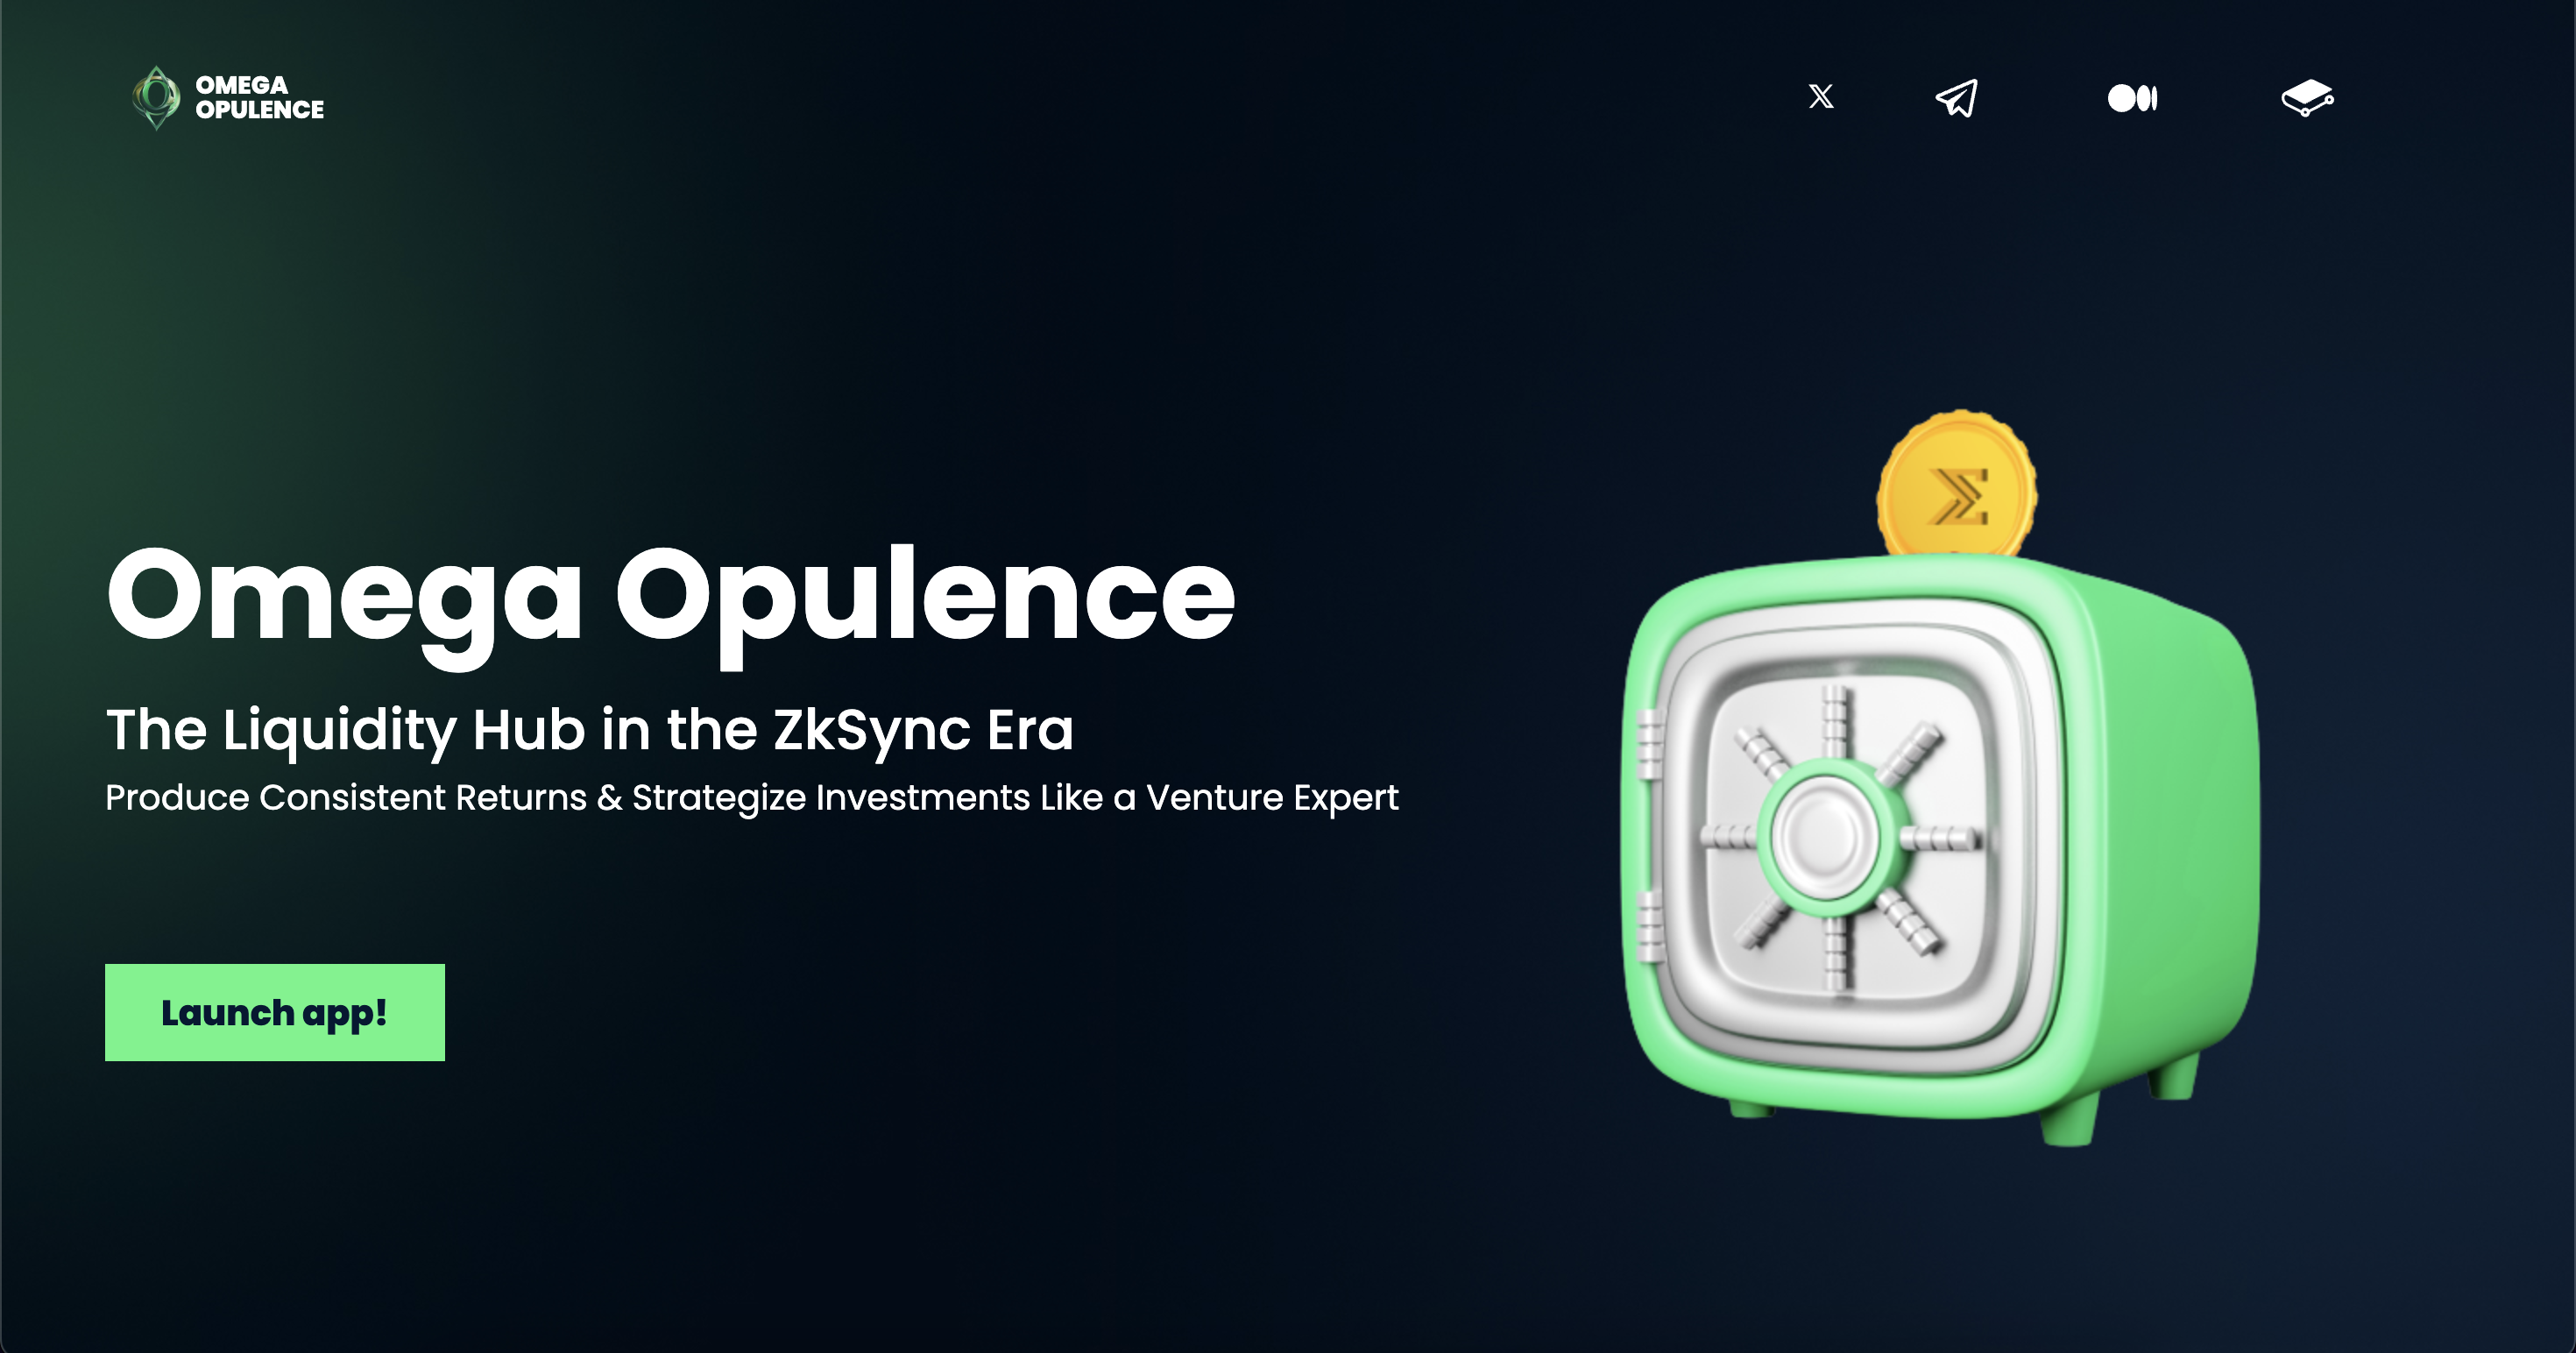 OMEGA
OPULENCE
Omega Opulence
The Liquidity Hub in the ZkSync Era
Produce Consistent Returns & Strategize Investments Like a Venture Expert
Launch app!